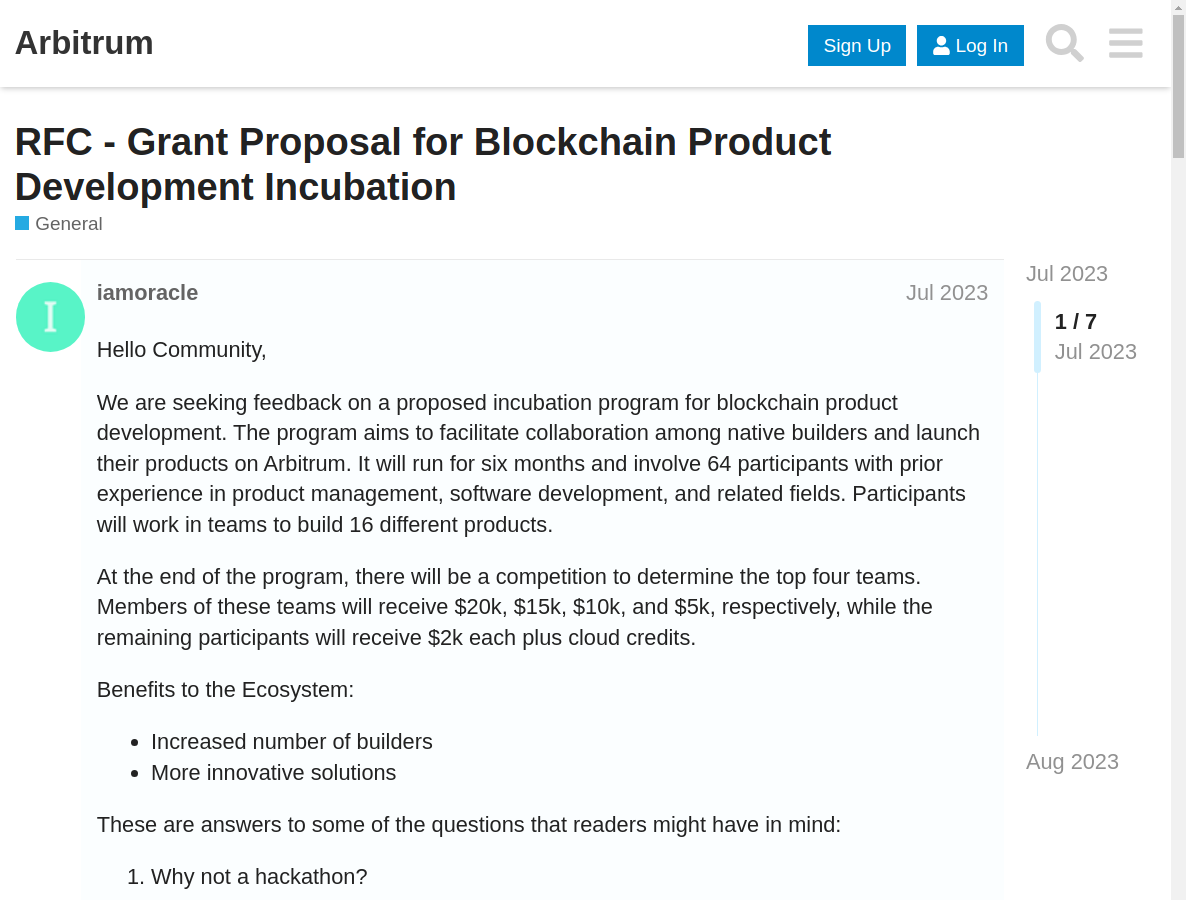 Arbitrum
Sign Up
Log In
RFC - Grant Proposal for Blockchain Product
Development Incubation
General
I
iamoracle
Jul 2023
Hello Community,
We are seeking feedback on a proposed incubation program for blockchain product
development. The program aims to facilitate collaboration among native builders and launch
their products on Arbitrum. It will run for six months and involve 64 participants with prior
experience in product management, software development, and related fields. Participants
will work in teams to build 16 different products.
At the end of the program, there will be a competition to determine the top four teams.
Members of these teams will receive $20k, $15k, $10k, and $5k, respectively, while the
remaining participants will receive $2k each plus cloud credits.
Benefits to the Ecosystem:
• Increased number of builders
• More innovative solutions
These are answers to some of the questions that readers might have in mind:
1. Why not a hackathon?
Jul 2023
1 / 7
Jul 2023
Aug 2023